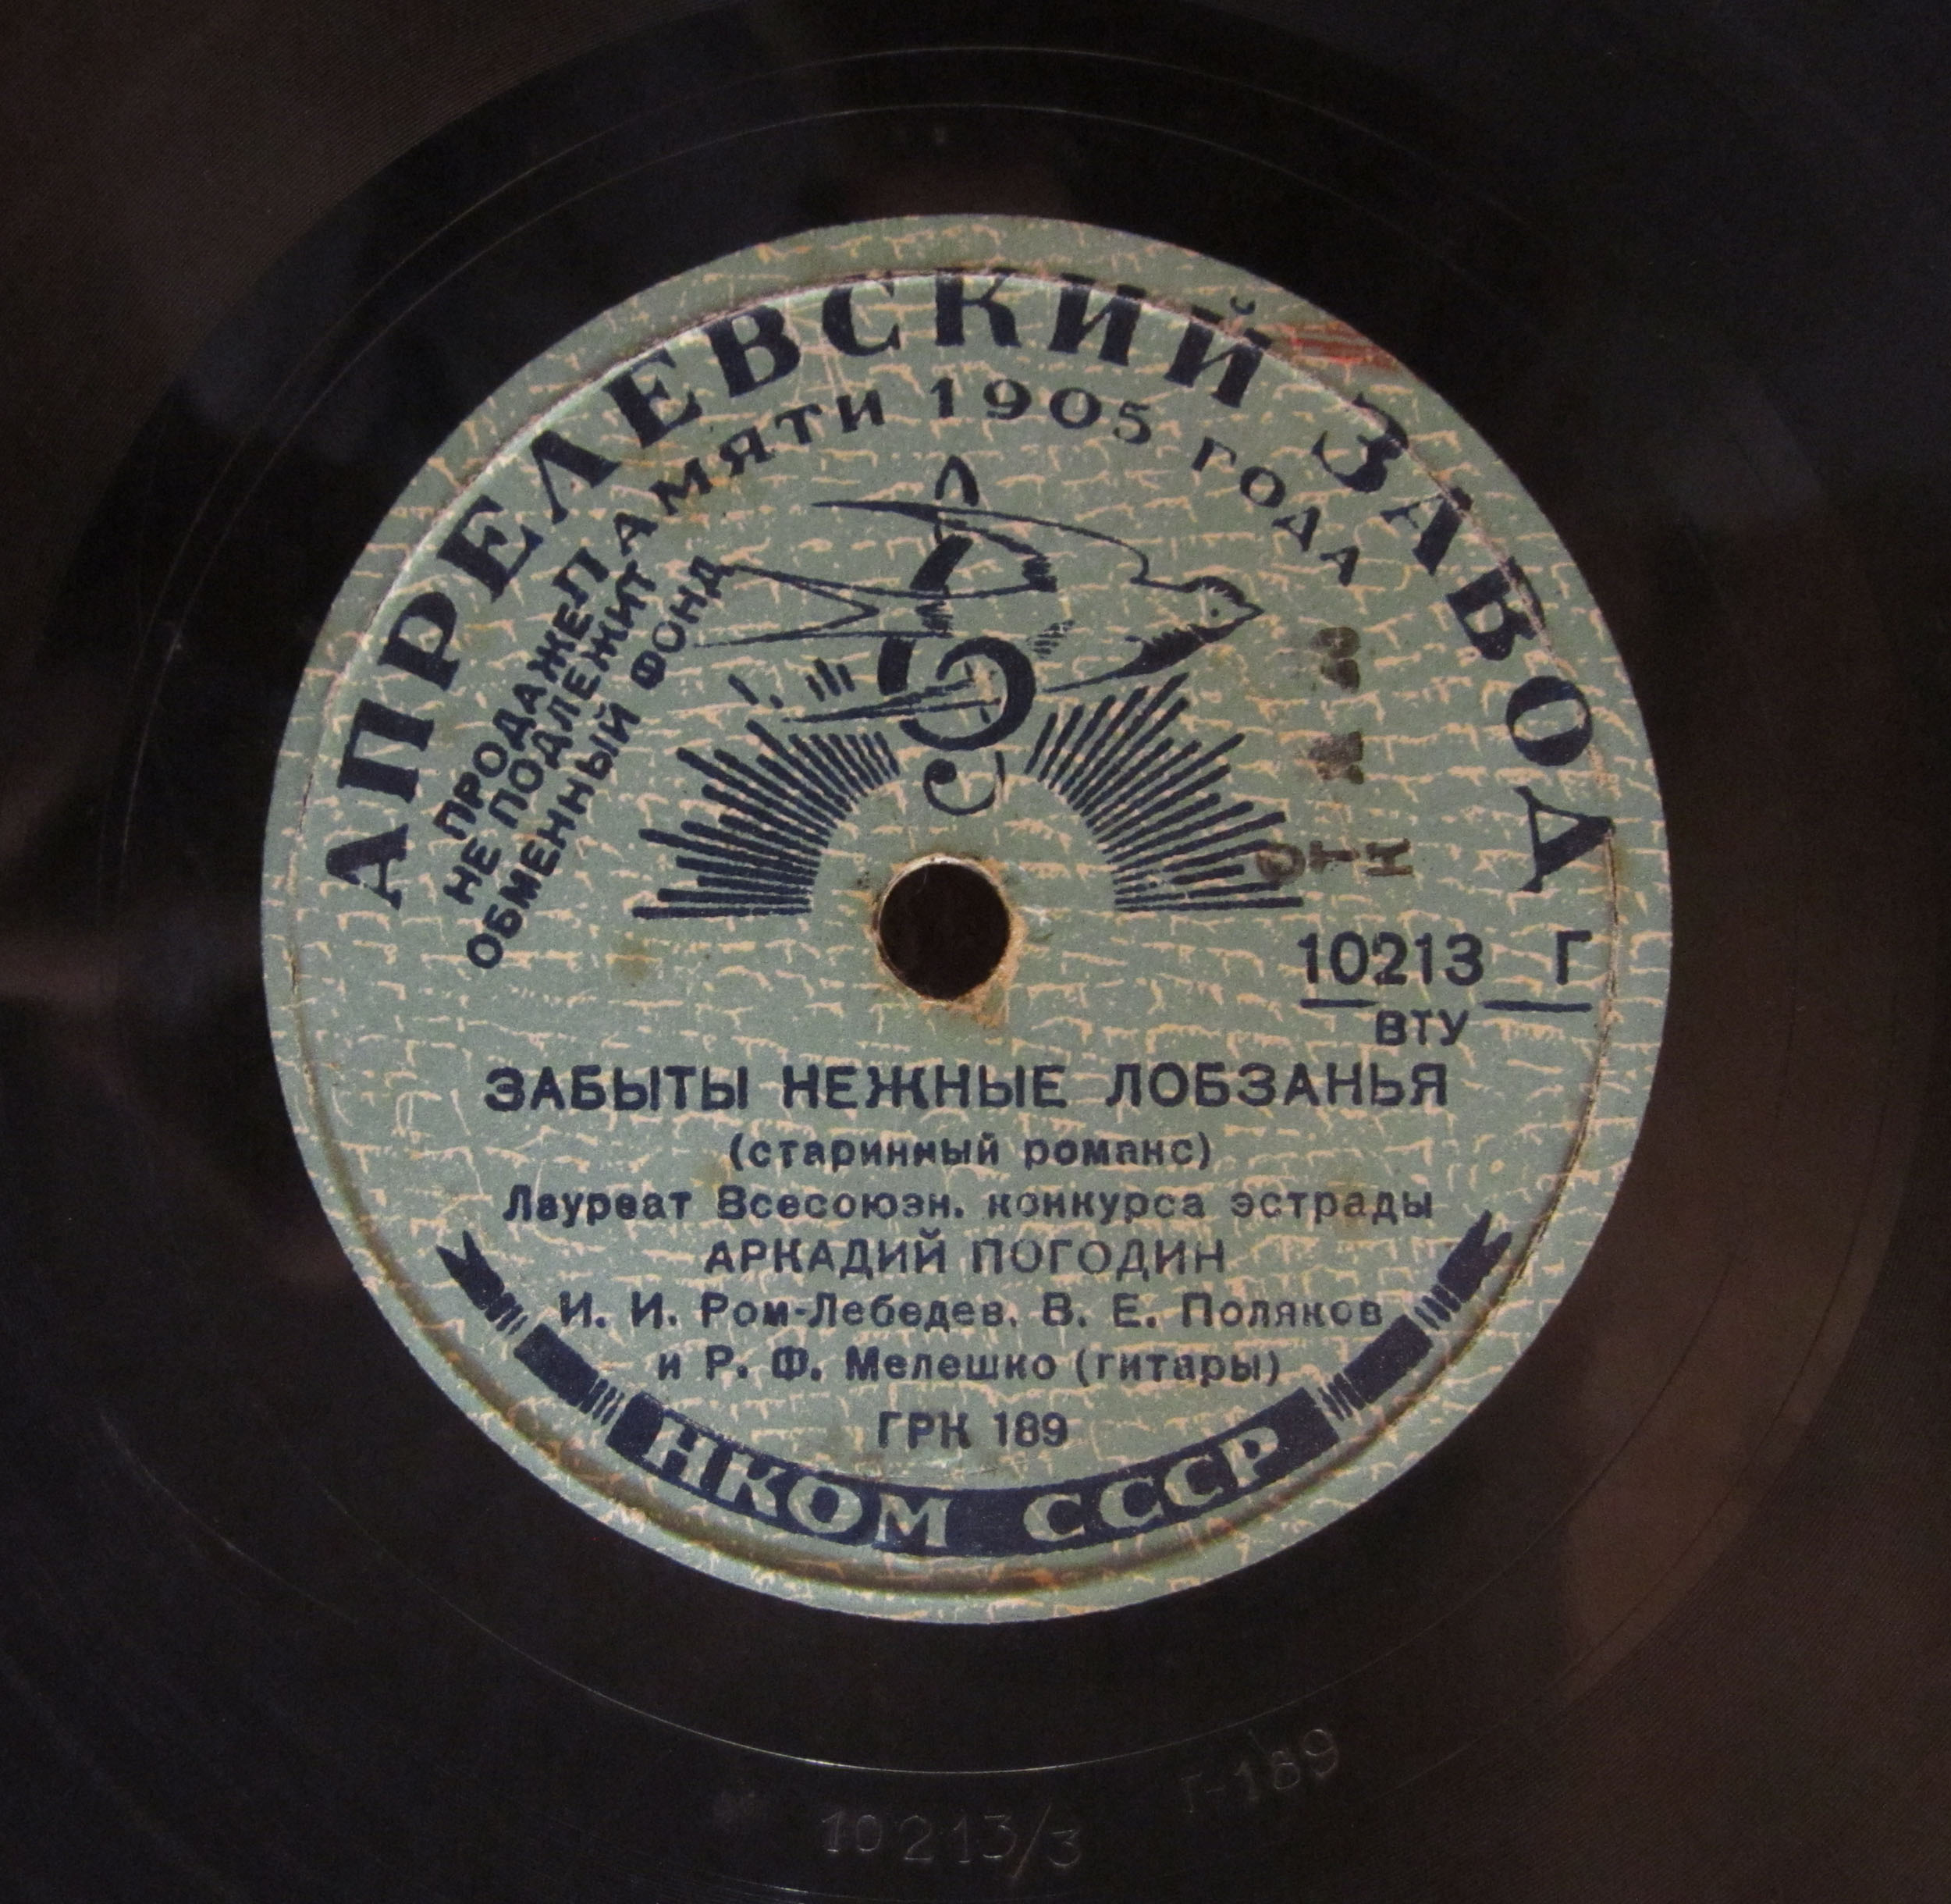 АПРЕЛЕВСКИЙ ЗАВОД
ПАМЯТИ 1905 ГОДА
ПРОДАЖЕ
НЕ ПОДЛЕЖИТ
ОБМЕННЫЙ ФОНД
10213 Г
ВТУ
ЗАБЫТЫ НЕЖНЫЕ ЛОБЗАНЬЯ
(старинный романс)
Лауреат Всесоюзн. конкурса эстрады
АРКАДИЙ ПОГОДИН
И. И. Ром-Лебедев, В. Е. Поляков
и Р. Ф. Мелешко (гитары)
ГРК 189
НКОМ СССР
Г-189
10213/3